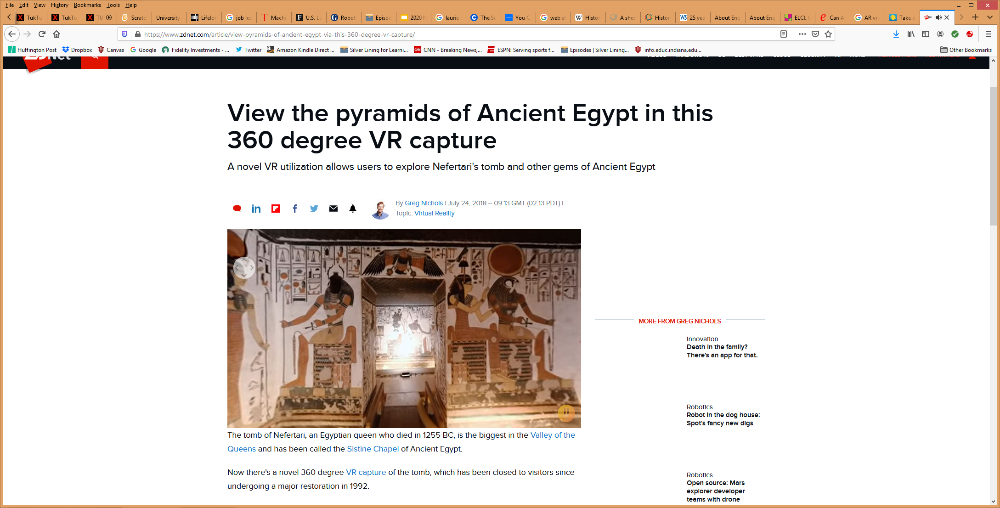 File Edit View History Bookmarks Tools Help
TukTu TukTu TU Scratc University Lifelon job los Machi U.S. Lo Robot Episod 2020 N laurie The Sc You C web st Histor A shor Histor 25 yea About Eng About Eng ELCL 6 Can A AR vr Take a
https://www.zdnet.com/article/view-pyramids-of-ancient-egypt-via-this-360-degree-vr-capture/
Huffington Post Dropbox Canvas Google Fidelity Investments - ... Twitter Amazon Kindle Direct ... Silver Lining for Learni... CNN - Breaking News,... ESPN: Serving sports f... Episodes | Silver Lining... info.educ.indiana.edu... Other Bookmarks
View the pyramids of Ancient Egypt in this
360 degree VR capture
A novel VR utilization allows users to explore Nefertari's tomb and other gems of Ancient Egypt
By Greg Nichols | July 24, 2018 -- 09:13 GMT (02:13 PDT) |
Topic: Virtual Reality
The tomb of Nefertari, an Egyptian queen who died in 1255 BC, is the biggest in the Valley of the
Queens and has been called the Sistine Chapel of Ancient Egypt.
Now there's a novel 360 degree VR capture of the tomb, which has been closed to visitors since
undergoing a major restoration in 1992.
MORE FROM GREG NICHOLS
Innovation
Death in the family?
There's an app for that.
Robotics
Robot in the dog house:
Spot's fancy new digs
Robotics
Open source: Mars
explorer developer
teams with drone